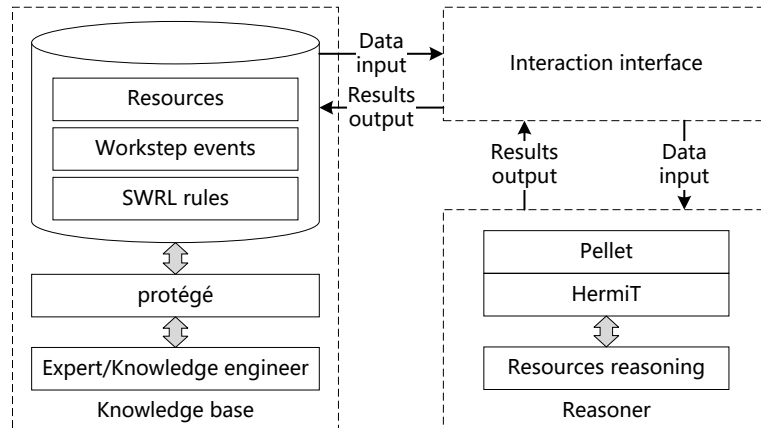 Resources
Workstep events
SWRL rules
protégé
Expert/Knowledge engineer
Knowledge base
Data
input
Results
output
Interaction interface
Results
output
Data
input
Pellet
HermiT
Resources reasoning
Reasoner